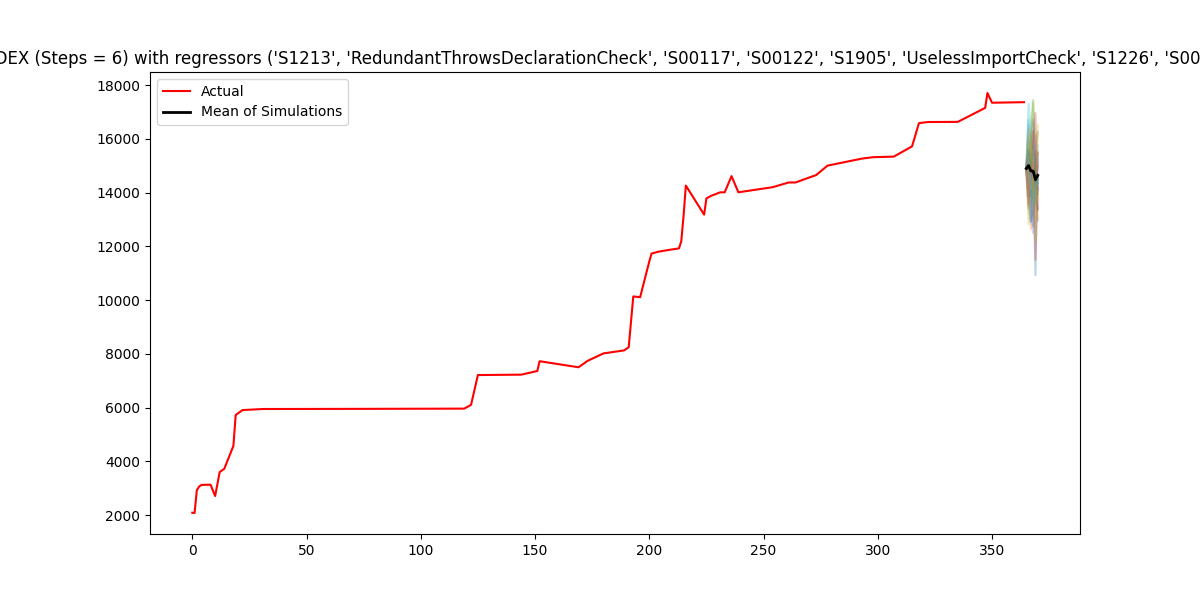 DEX (Steps = 6) with regressors ('S1213', 'RedundantThrowsDeclarationCheck', 'S00117', 'S00122', 'S1905', 'UselessImportCheck', 'S1226', 'S00
Actual
Mean of Simulations
18000
16000
14000
12000
10000
8000
6000
4000
2000
0 50 100 150 200 250 300 350